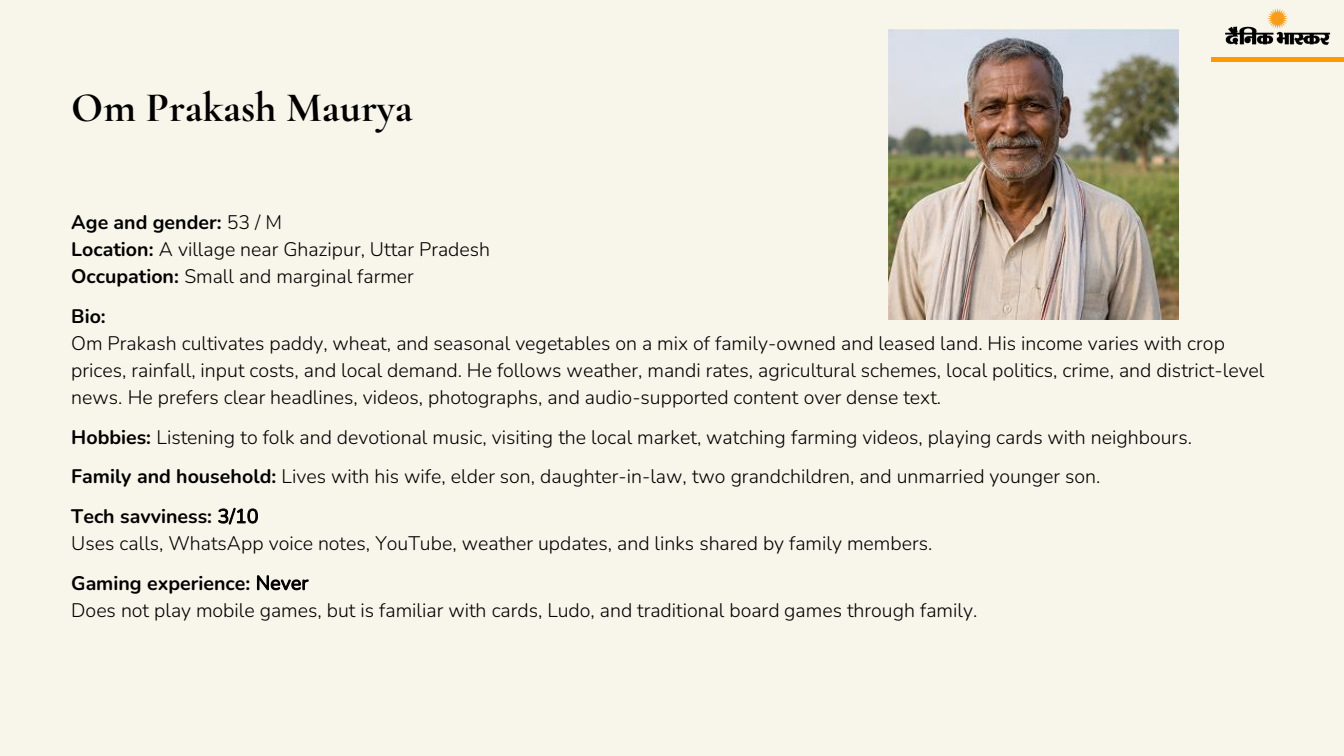 दैनिक भास्कर
Om Prakash Maurya
Age and gender: 53 / M
Location: A village near Ghazipur, Uttar Pradesh
Occupation: Small and marginal farmer
Bio:
Om Prakash cultivates paddy, wheat, and seasonal vegetables on a mix of family-owned and leased land. His income varies with crop
prices, rainfall, input costs, and local demand. He follows weather, mandi rates, agricultural schemes, local politics, crime, and district-level
news. He prefers clear headlines, videos, photographs, and audio-supported content over dense text.
Hobbies: Listening to folk and devotional music, visiting the local market, watching farming videos, playing cards with neighbours.
Family and household: Lives with his wife, elder son, daughter-in-law, two grandchildren, and unmarried younger son.
Tech savviness: 3/10
Uses calls, WhatsApp voice notes, YouTube, weather updates, and links shared by family members.
Gaming experience: Never
Does not play mobile games, but is familiar with cards, Ludo, and traditional board games through family.